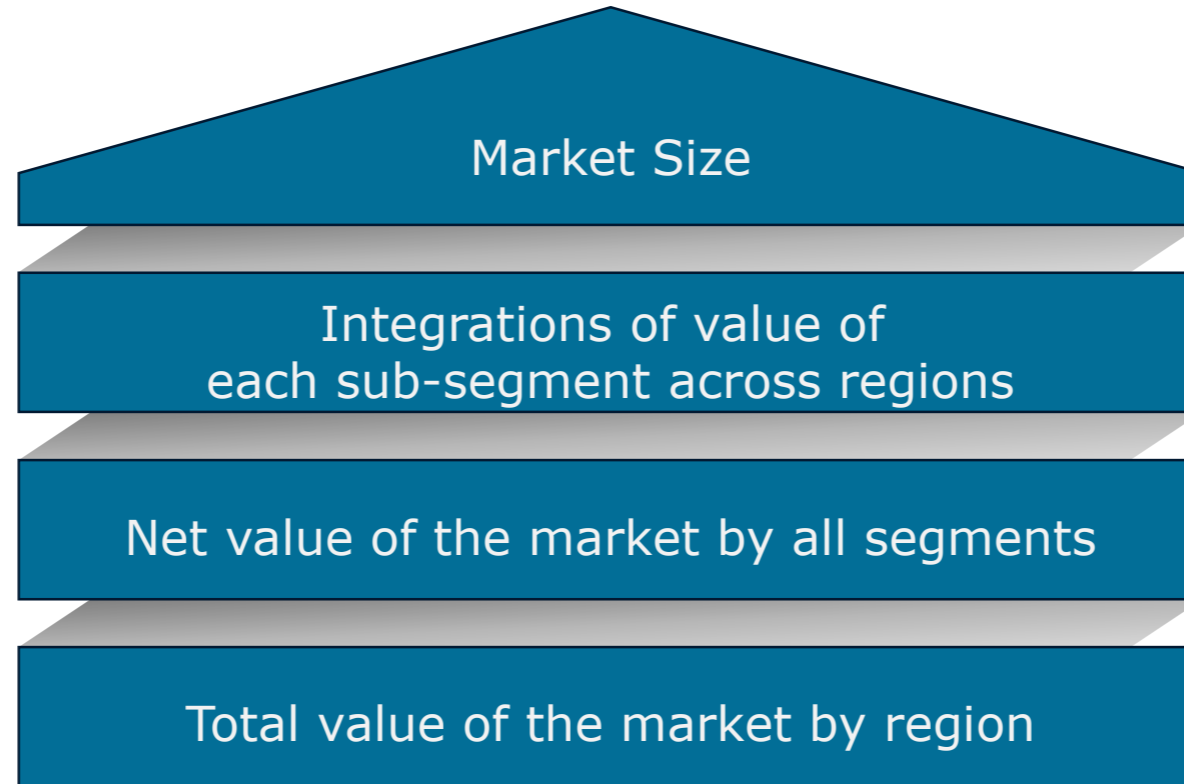 Market Size
Integrations of value of
each sub-segment across regions
Net value of the market by all segments
Total value of the market by region